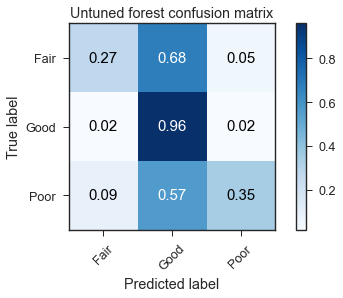 Untuned forest confusion matrix
True label
Fair 0.27 0.68 0.05
Good 0.02 0.96 0.02
Poor 0.09 0.57 0.35
Fair Good Poor
Predicted label
0.8
0.6
0.4
0.2